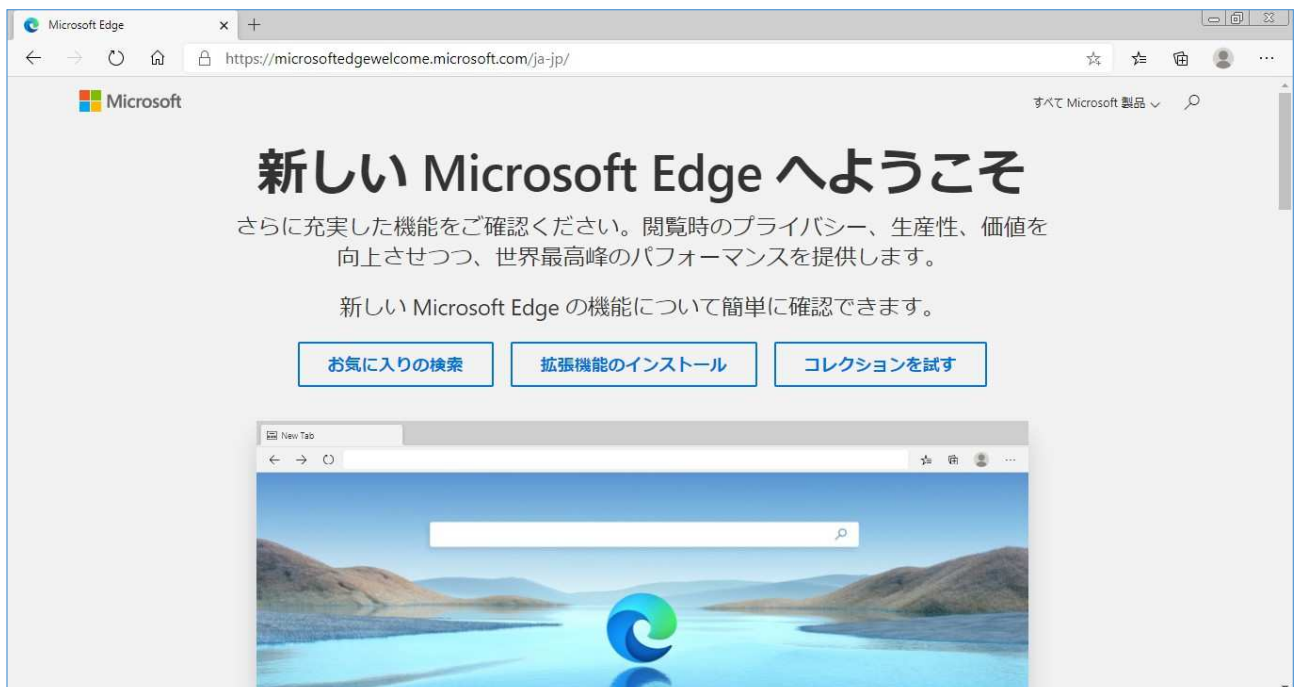 Microsoft Edge
https://microsoftedgewelcome.microsoft.com/ja-jp/
Microsoft
すべて Microsoft 製品
新しい Microsoft Edge へようこそ
さらに充実した機能をご確認ください。閲覧時のプライバシー、生産性、価値を
向上させつつ、世界最高峰のパフォーマンスを提供します。
新しい Microsoft Edge の機能について簡単に確認できます。
お気に入りの検索
拡張機能のインストール
コレクションを試す
New Tab